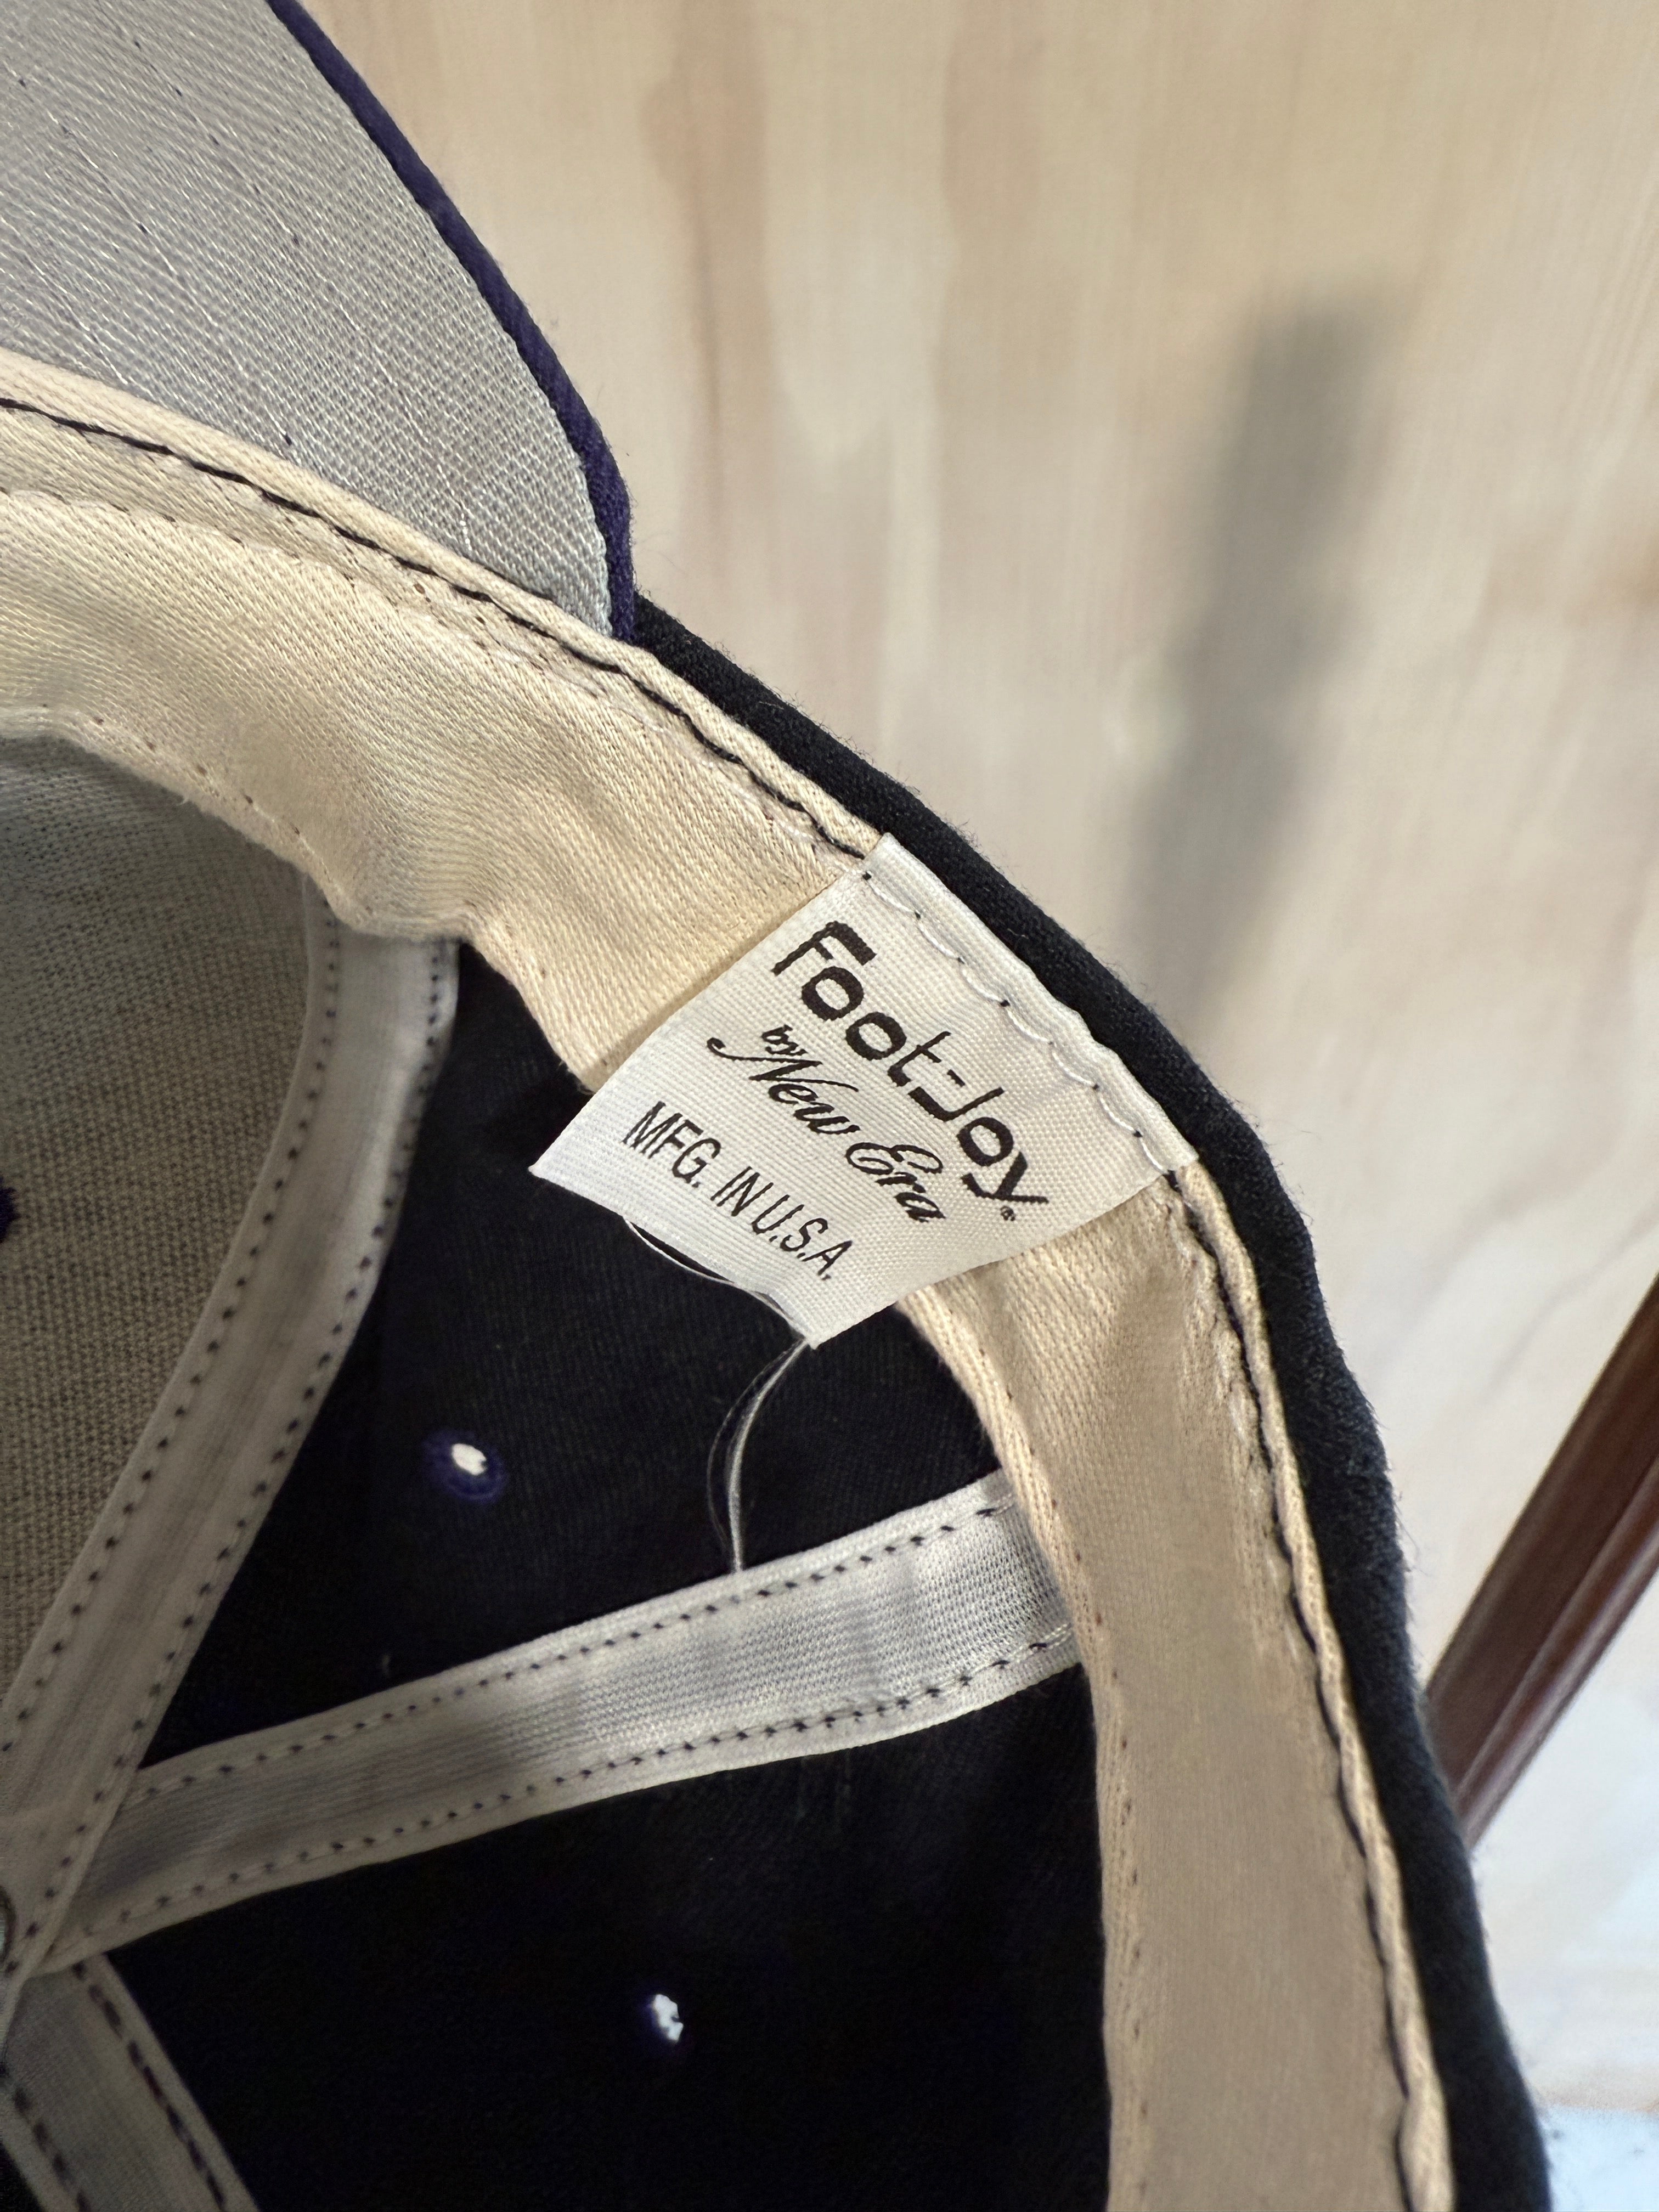 Foot-Joy®
by New Era
MFG. IN U.S.A.